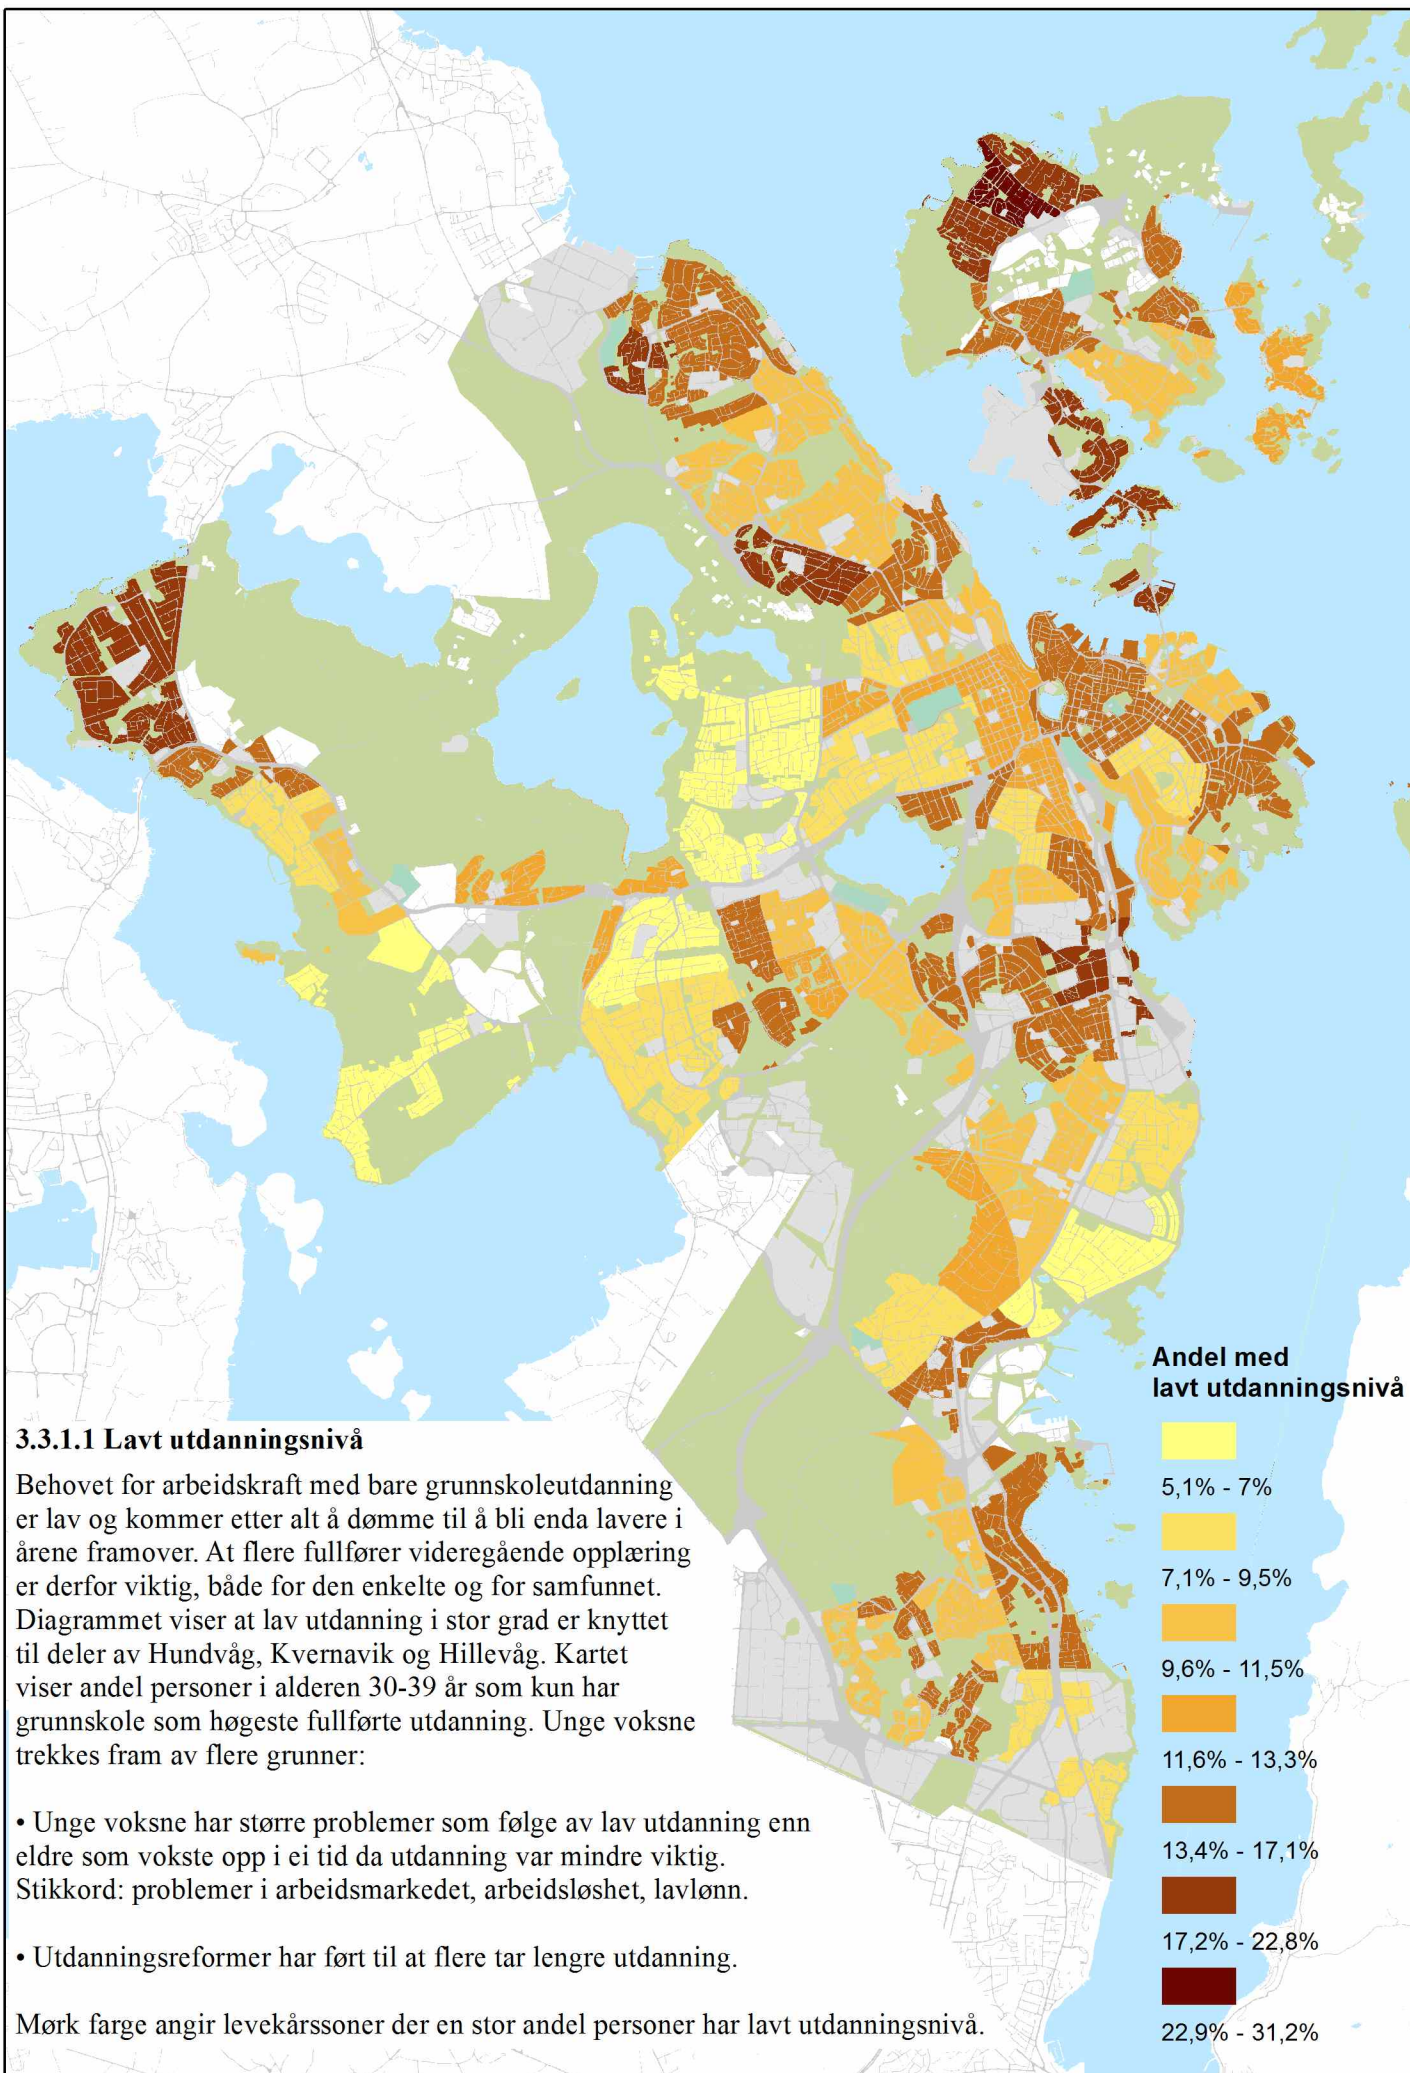 3.3.1.1 Lavt utdanningsnivå
Behovet for arbeidskraft med bare grunnskoleutdanning
er lav og kommer etter alt å dømme til å bli enda lavere i
årene framover. At flere fullfører videregående opplæring
er derfor viktig, både for den enkelte og for samfunnet.
Diagrammet viser at lav utdanning i stor grad er knyttet
til deler av Hundvåg, Kvernavik og Hillevåg. Kartet
viser andel personer i alderen 30-39 år som kun har
grunnskole som høgeste fullførte utdanning. Unge voksne
trekkes fram av flere grunner:
• Unge voksne har større problemer som følge av lav utdanning enn
eldre som vokste opp i ei tid da utdanning var mindre viktig.
Stikkord: problemer i arbeidsmarkedet, arbeidsløshet, lavlønn.
• Utdanningsreformer har ført til at flere tar lengre utdanning.
Mørk farge angir levekårssoner der en stor andel personer har lavt utdanningsnivå.
Andel med
lavt utdanningsnivå
5,1% - 7%
7,1% - 9,5%
9,6% - 11,5%
11,6% - 13,3%
13,4% - 17,1%
17,2% - 22,8%
22,9% - 31,2%